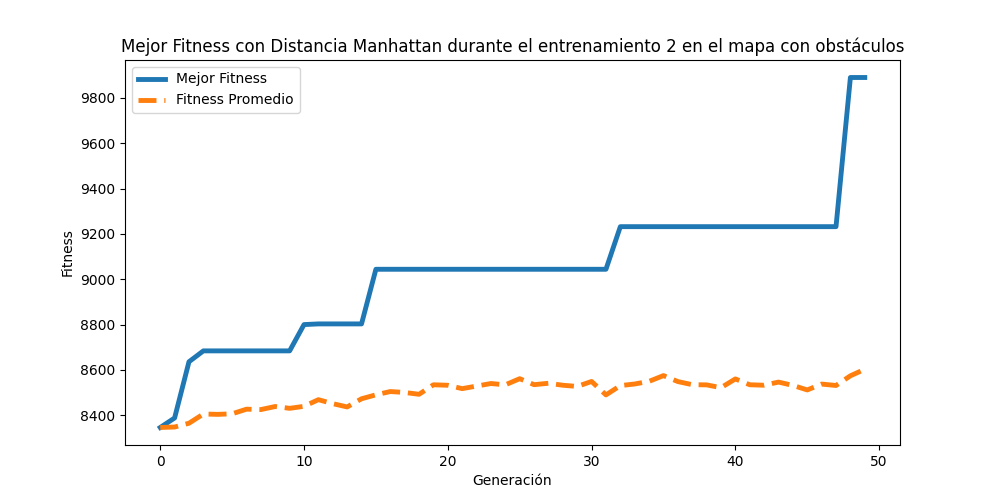 Mejor Fitness con Distancia Manhattan durante el entrenamiento 2 en el mapa con obstáculos
Mejor Fitness
Fitness Promedio
9800
9600
9400
9200
9000
8800
8600
8400
Fitness
0 10 20 30 40 50
Generación